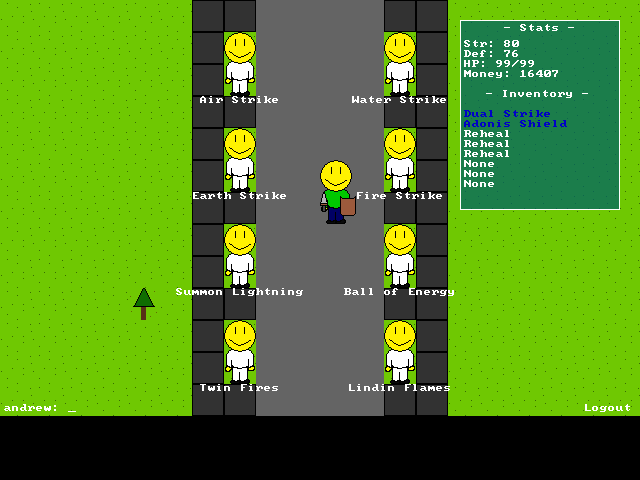 - Stats -
Str: 80
Def: 76
HP: 99/99
Money: 16407
- Inventory -
Dual Strike
Adonis Shield
Reheal
Reheal
Reheal
None
None
None
Air Strike
Water Strike
Earth Strike
Fire Strike
Summon Lightning
Ball of Energy
Twin Fires
Lindin Flames
andrew: _
Logout